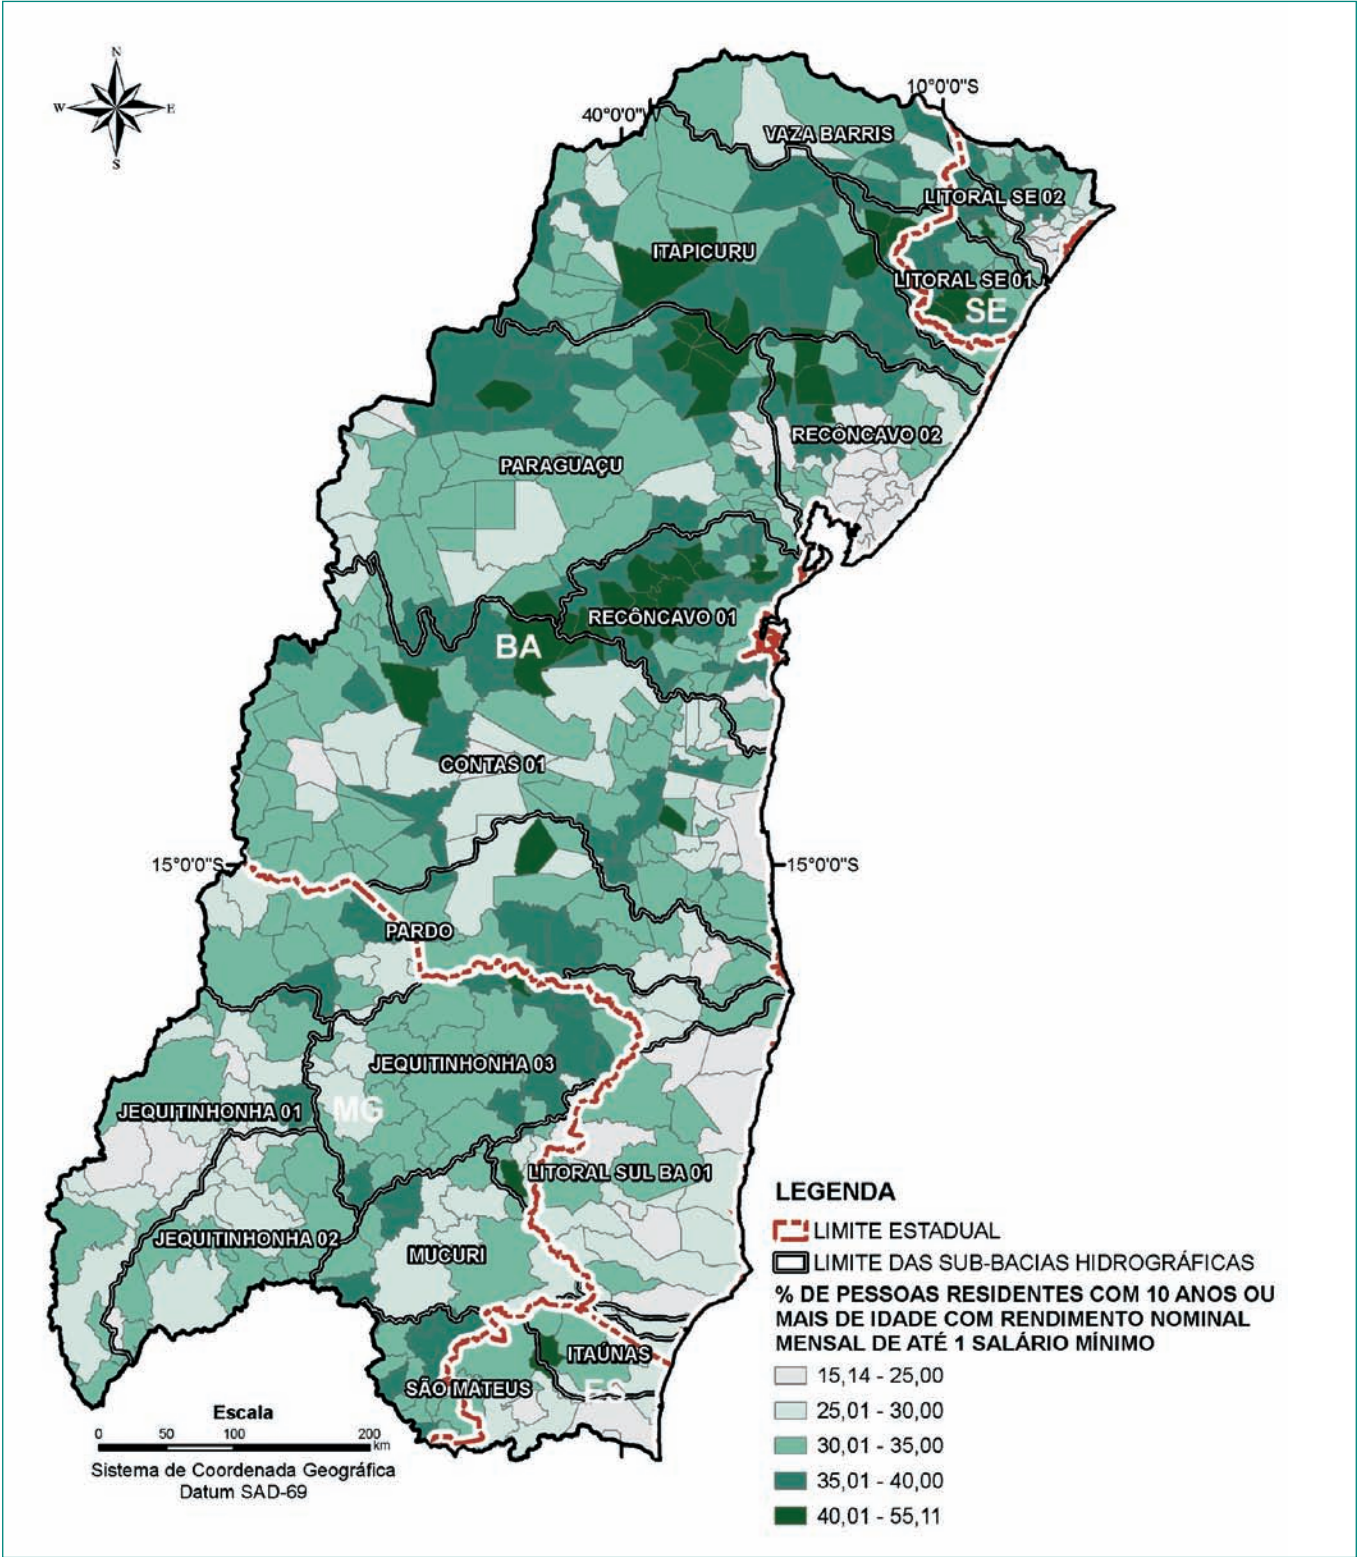 N
W E
S
10°0'0"S
40°0'0"W
VAZA BARRIS
LITORAL SE 02
ITAPICURU
LITORAL SE 01
SE
RECÔNCAVO 02
PARAGUAÇU
RECÔNCAVO 01
BA
CONTAS 01
15°0'0"S
15°0'0"S
PARDO
JEQUITINHONHA 03
JEQUITINHONHA 01
MG
LITORAL SUL BA 01
JEQUITINHONHA 02
MUCURI
ITAÚNAS
SÃO MATEUS
ES
LEGENDA
LIMITE ESTADUAL
LIMITE DAS SUB-BACIAS HIDROGRÁFICAS
% DE PESSOAS RESIDENTES COM 10 ANOS OU
MAIS DE IDADE COM RENDIMENTO NOMINAL
MENSAL DE ATÉ 1 SALÁRIO MÍNIMO
15,14 - 25,00
25,01 - 30,00
30,01 - 35,00
35,01 - 40,00
40,01 - 55,11
Escala
0 50 100 200
km
Sistema de Coordenada Geográfica
Datum SAD-69